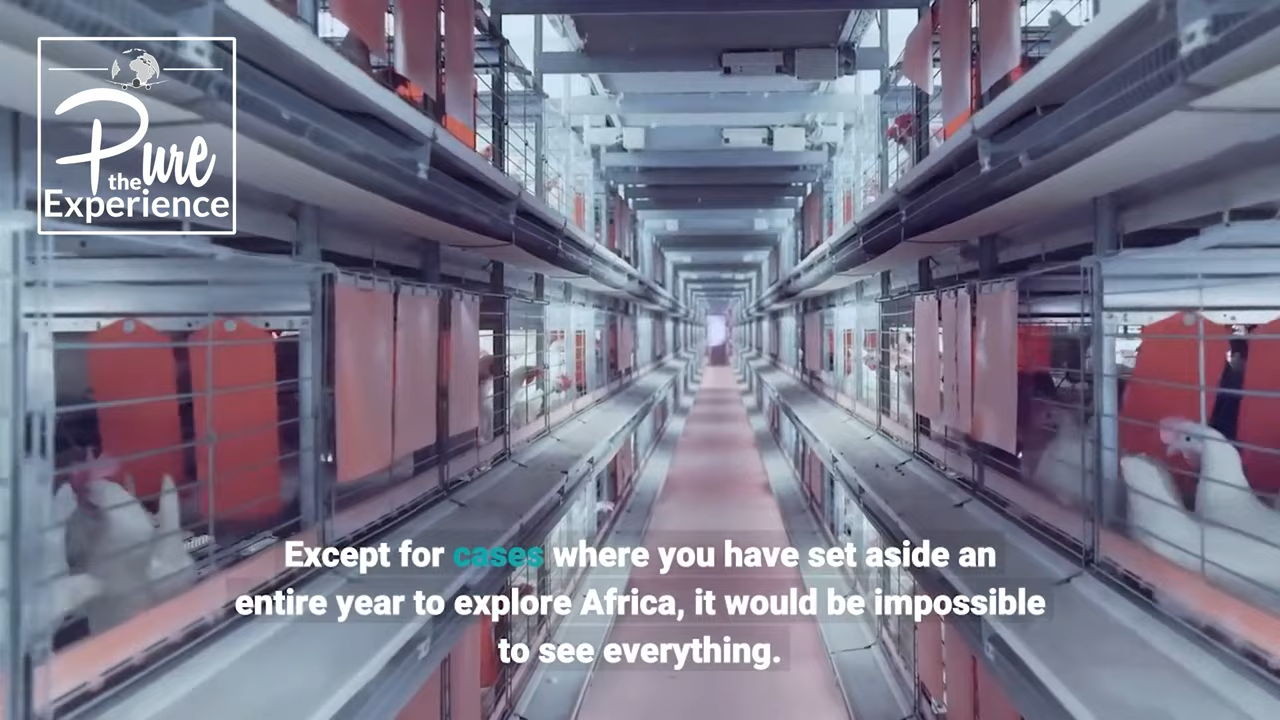 Pure
the
Experience
Except for cases where you have set aside an
entire year to explore Africa, it would be impossible
to see everything.